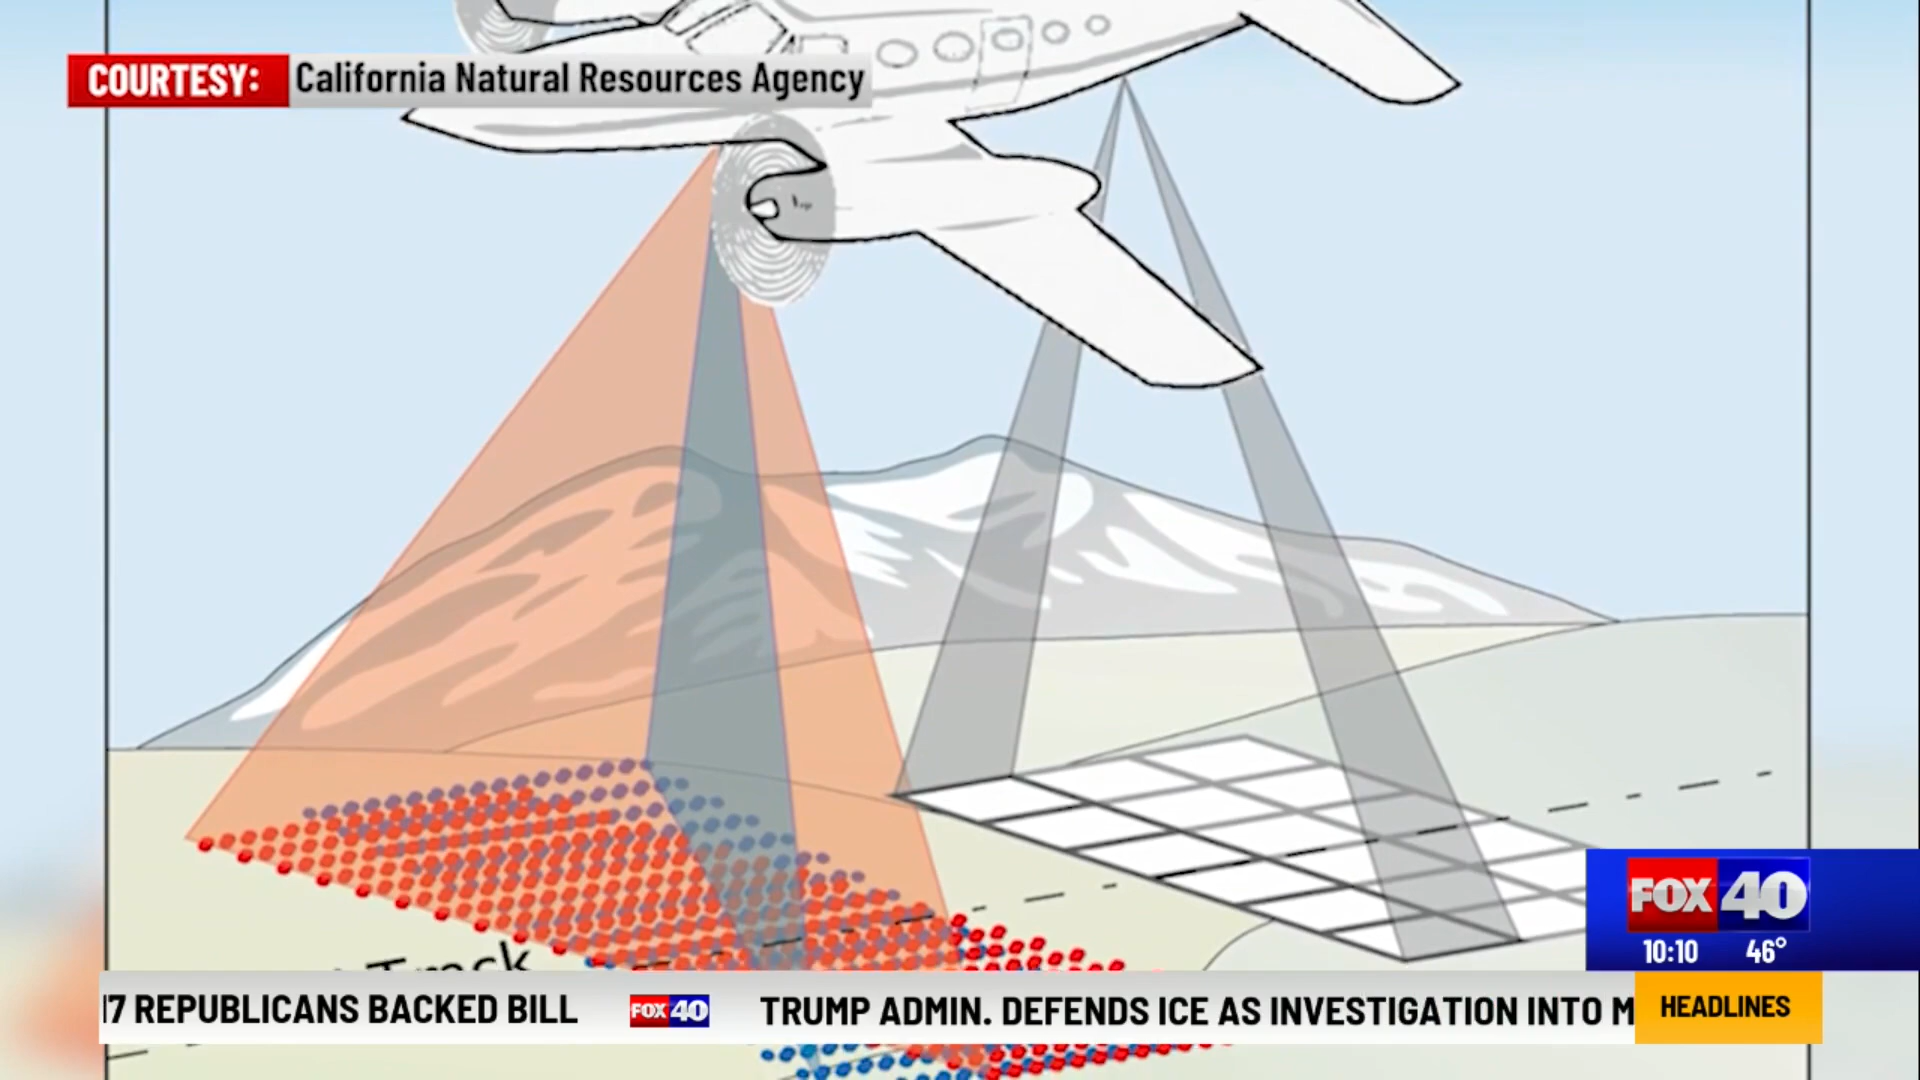 COURTESY: California Natural Resources Agency
Track
FOX 40
10:10 46°
17 REPUBLICANS BACKED BILL FOX 40 TRUMP ADMIN. DEFENDS ICE AS INVESTIGATION INTO M
HEADLINES